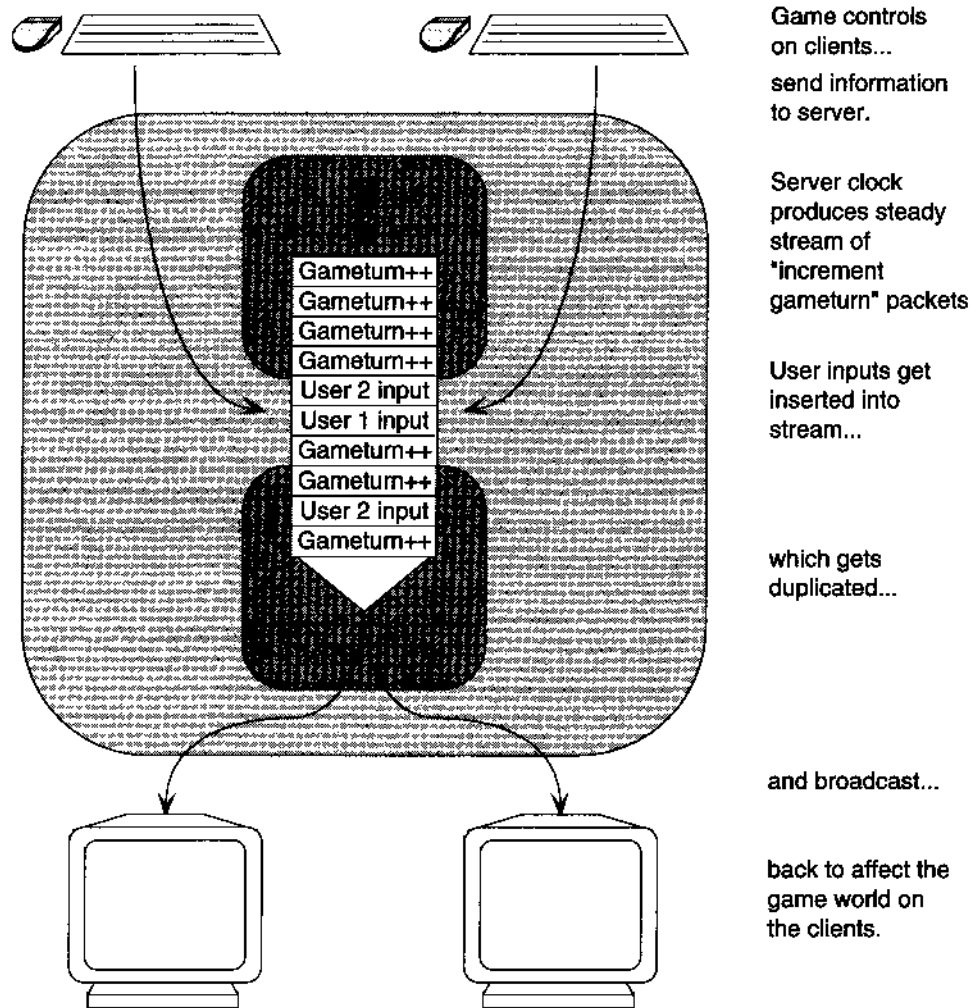 Game controls
on clients...
send information
to server.
Server clock
produces steady
stream of
"increment
gameturn" packets
Gameturn++
Gameturn++
Gameturn++
Gameturn++
User 2 input
User 1 input
Gameturn++
Gameturn++
User 2 input
Gameturn++
User inputs get
inserted into
stream...
which gets
duplicated...
and broadcast...
back to affect the
game world on
the clients.